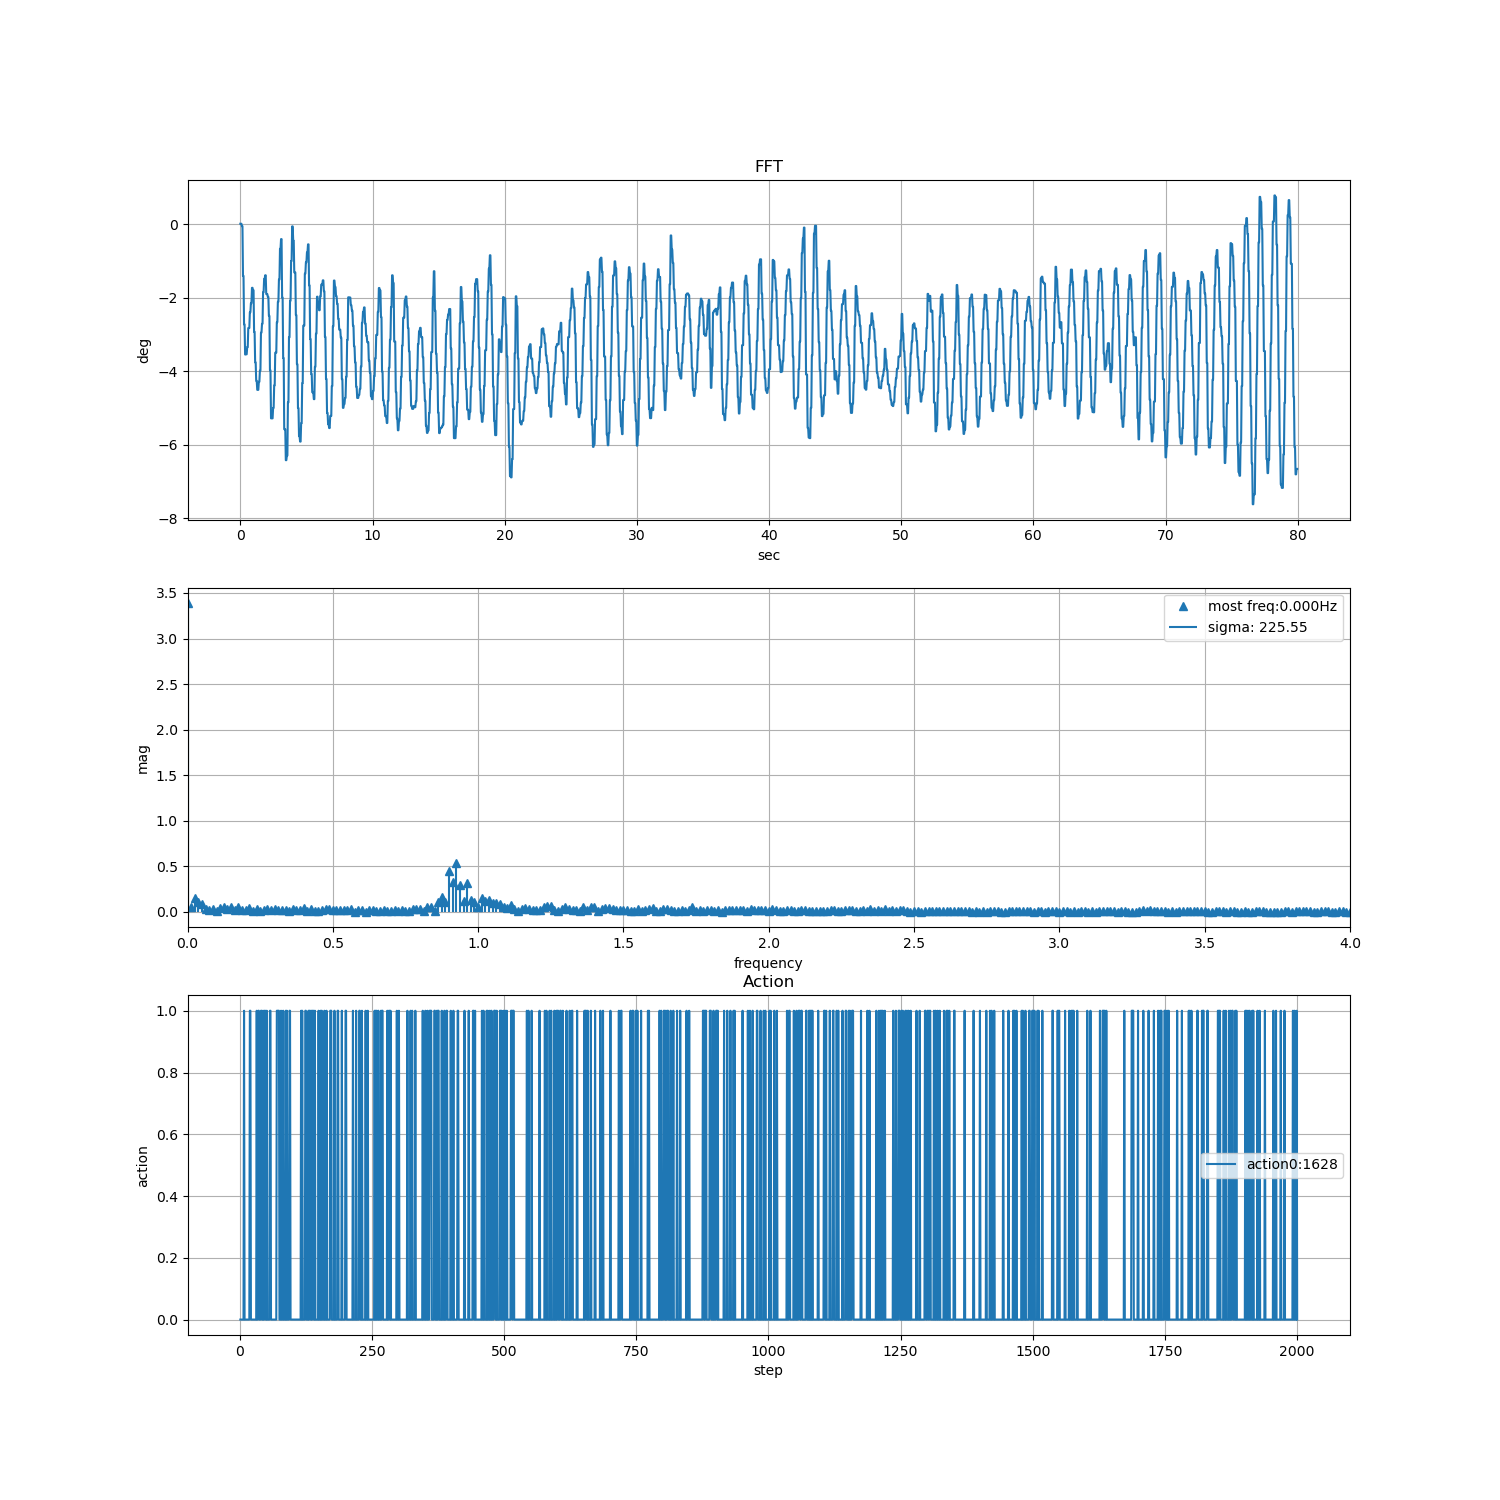 FFT
0
−2
−4
−6
−8
deg
0 10 20 30 40 50 60 70 80
sec
3.5
3.0
2.5
2.0
1.5
1.0
0.5
0.0
mag
most freq:0.000Hz
sigma: 225.55
0.0 0.5 1.0 1.5 2.0 2.5 3.0 3.5 4.0
frequency
Action
1.0
0.8
0.6
0.4
0.2
0.0
action
action0:1628
0 250 500 750 1000 1250 1500 1750 2000
step